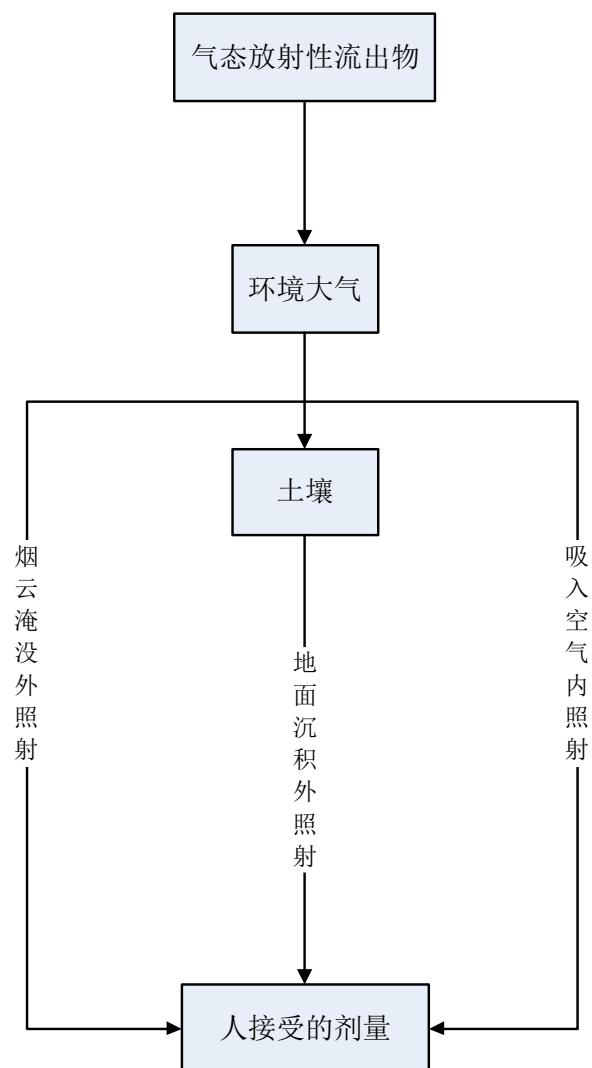 气态放射性流出物
环境大气
土壤
烟云淹没外照射
地面沉积外照射
吸入空气内照射
人接受的剂量